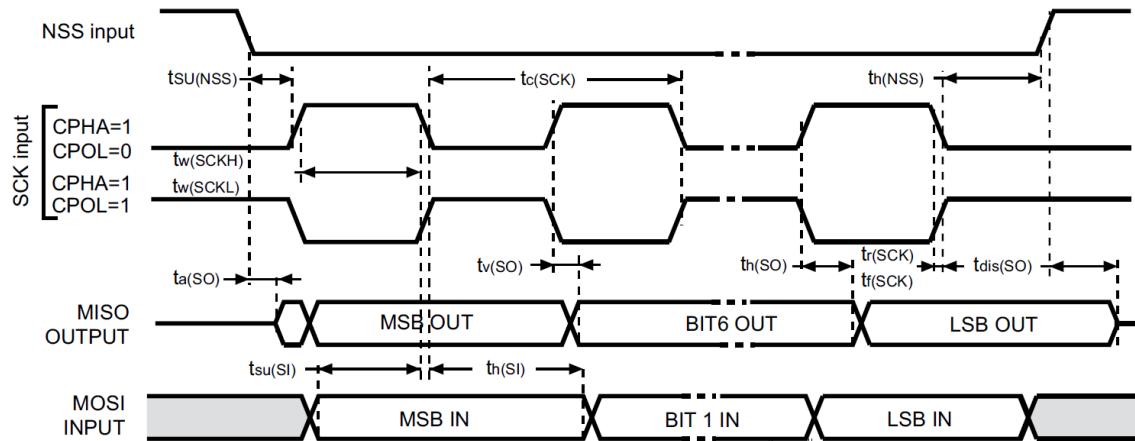 NSS input
tSU(NSS)
tc(SCK)
th(NSS)
SCK input
CPHA=1
CPOL=0
tw(SCKH)
CPHA=1
tw(SCKL)
CPOL=1
ta(SO)
tv(SO)
th(SO)
tr(SCK)
tf(SCK)
tdis(SO)
MISO
OUTPUT
MSB OUT
BIT6 OUT
LSB OUT
tsu(SI)
th(SI)
MOSI
INPUT
MSB IN
BIT 1 IN
LSB IN